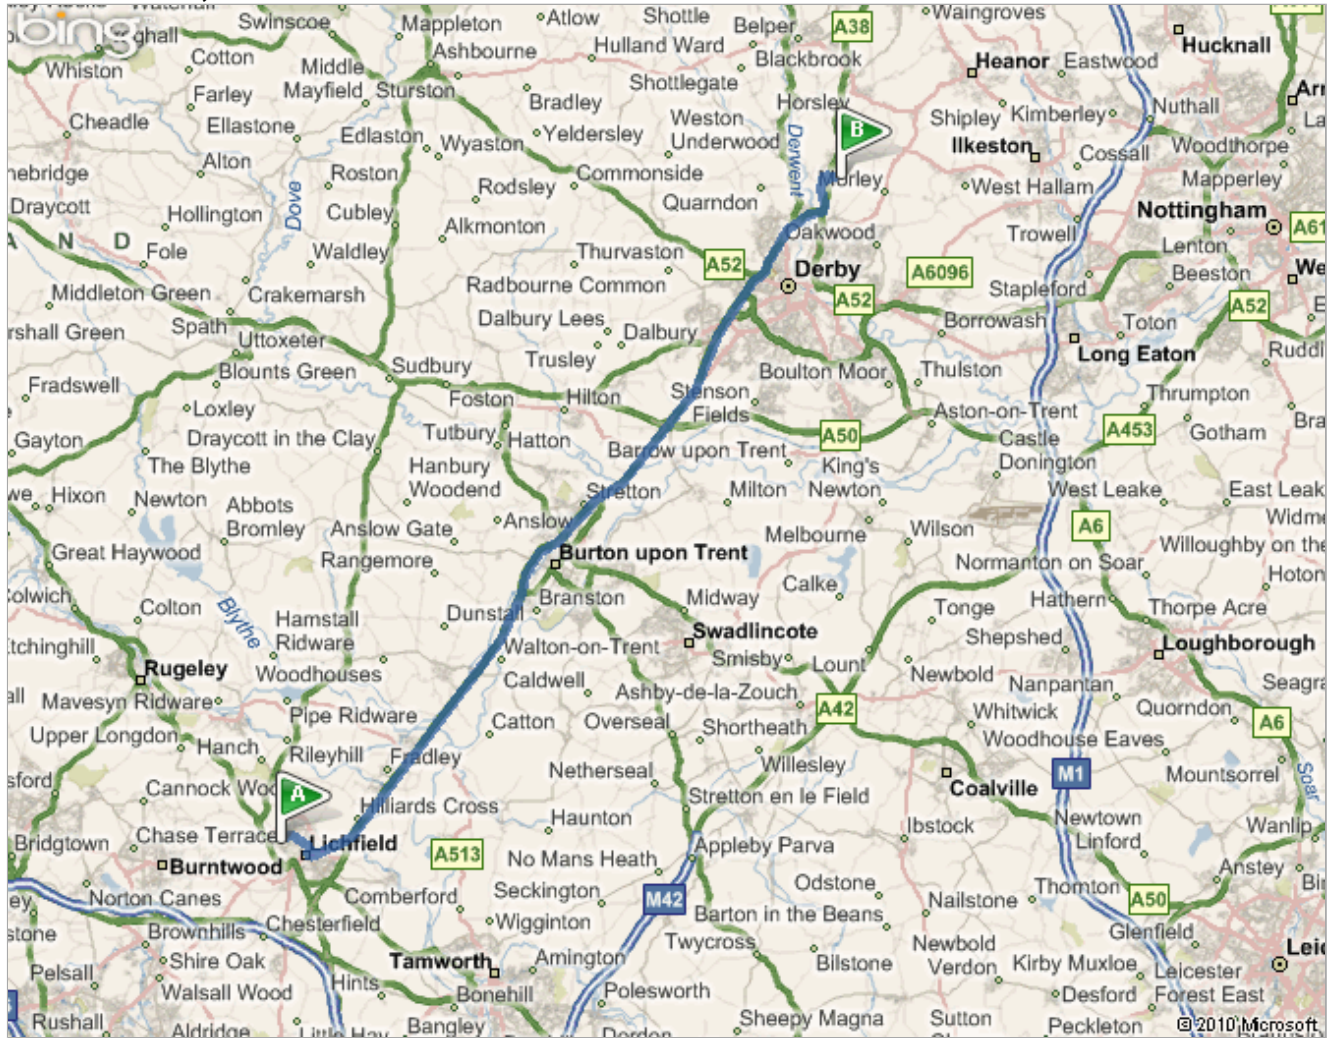 Swinscoe
Mappleton
Atlow
Shottle
Belper
A38
Waingroves
Hucknall
bing
Cotton
Ashbourne
Hulland Ward
Blackbrook
Heanor
Eastwood
Whiston
Middle
Mayfield
Sturston
Shottlegate
Farley
Bradley
Weston
Underwood
Horsley
Shipley
Kimberley
Nuthall
Cheadle
Ellastone
Edlaston
Wyaston
Yeldersley
B
Ilkeston
Cossall
Woodthorpe
Alton
Roston
Rodsley
Commonside
Derwent
Morley
West Hallam
Mapperley
Draycott
Hollington
Dove
Cubley
Quarndon
Nottingham
N D
Fole
Waldley
Alkmonton
Thurvaston
Oakwood
Trowell
Lenton
A52
Derby
A6096
Beeston
Middleton Green
Crakemarsh
Radbourne Common
A52
Stapleford
A52
Spath
Uttoxeter
Dalbury Lees
Dalbury
Borrowash
Toton
Long Eaton
Blounts Green
Sudbury
Trusley
Boulton Moor
Thulston
Fradswell
Foston
Hilton
Stenson
Fields
Thrumpton
Loxley
Aston-on-Trent
Gayton
Draycott in the Clay
Tutbury
Hatton
Barrow upon Trent
A50
Castle
Donington
A453
Gotham
The Blythe
Hanbury
Woodend
King's
Newton
Hixon
Newton
Abbots
Bromley
Stretton
Milton
West Leake
Anslow Gate
Anslow
Melbourne
Wilson
A6
Great Haywood
Rangemore
Burton upon Trent
Normanton on Soar
Willoughby on the
Colton
Blythe
Hamstall
Ridware
Dunstall
Branston
Midway
Calke
Tonge
Hathern
Thorpe Acre
Swadlincote
Shepshed
Loughborough
Rugeley
Woodhouses
Walton-on-Trent
Smisby
Lount
Newbold
Nanpantan
Mavesyn Ridware
Caldwell
Ashby-de-la-Zouch
A42
Quorndon
A6
Upper Longdon
Pipe Ridware
Catton
Overseal
Shortheath
Whitwick
Hanch
Rileyhill
Fradley
Woodhouse Eaves
Netherseal
Willesley
M1
Mountsorrel
Soar
A
Hilliards Cross
Stretton en le Field
Coalville
Chase Terrace
Lichfield
Haunton
Ibstock
Newtown
Linford
Wanlip
Bridgtown
Burntwood
A513
No Mans Heath
Appleby Parva
Anstey
Norton Canes
Comberford
Seckington
M42
Odstone
Nailstone
Thornton
A50
Chesterfield
Wigginton
Barton in the Beans
Glenfield
Brownhills
Twycross
Newbold
Verdon
Shire Oak
Tamworth
Amington
Bilstone
Kirby Muxloe
Leicester
Forest East
Pelsall
Walsall Wood
Hints
Bonehill
Polesworth
Desford
Rushall
Aldridge
Bangley
Sheepy Magna
Sutton
Peckleton
© 2010 Microsoft